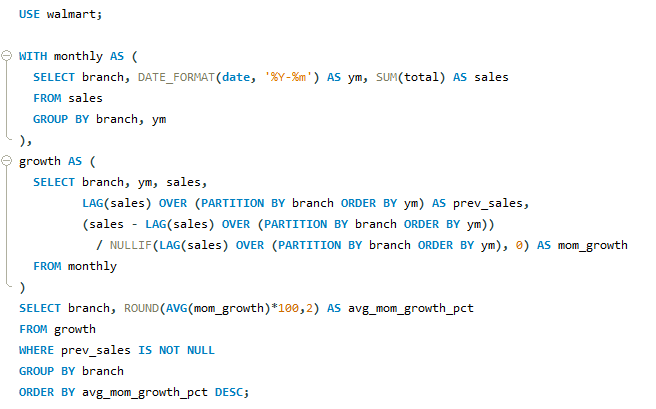 USE walmart;
WITH monthly AS (
SELECT branch, DATE_FORMAT(date, '%Y-%m') AS ym, SUM(total) AS sales
FROM sales
GROUP BY branch, ym
),
growth AS (
SELECT branch, ym, sales,
LAG(sales) OVER (PARTITION BY branch ORDER BY ym) AS prev_sales,
(sales - LAG(sales) OVER (PARTITION BY branch ORDER BY ym))
/ NULLIF(LAG(sales) OVER (PARTITION BY branch ORDER BY ym), 0) AS mom_growth
FROM monthly
)
SELECT branch, ROUND(AVG(mom_growth)*100,2) AS avg_mom_growth_pct
FROM growth
WHERE prev_sales IS NOT NULL
GROUP BY branch
ORDER BY avg_mom_growth_pct DESC;